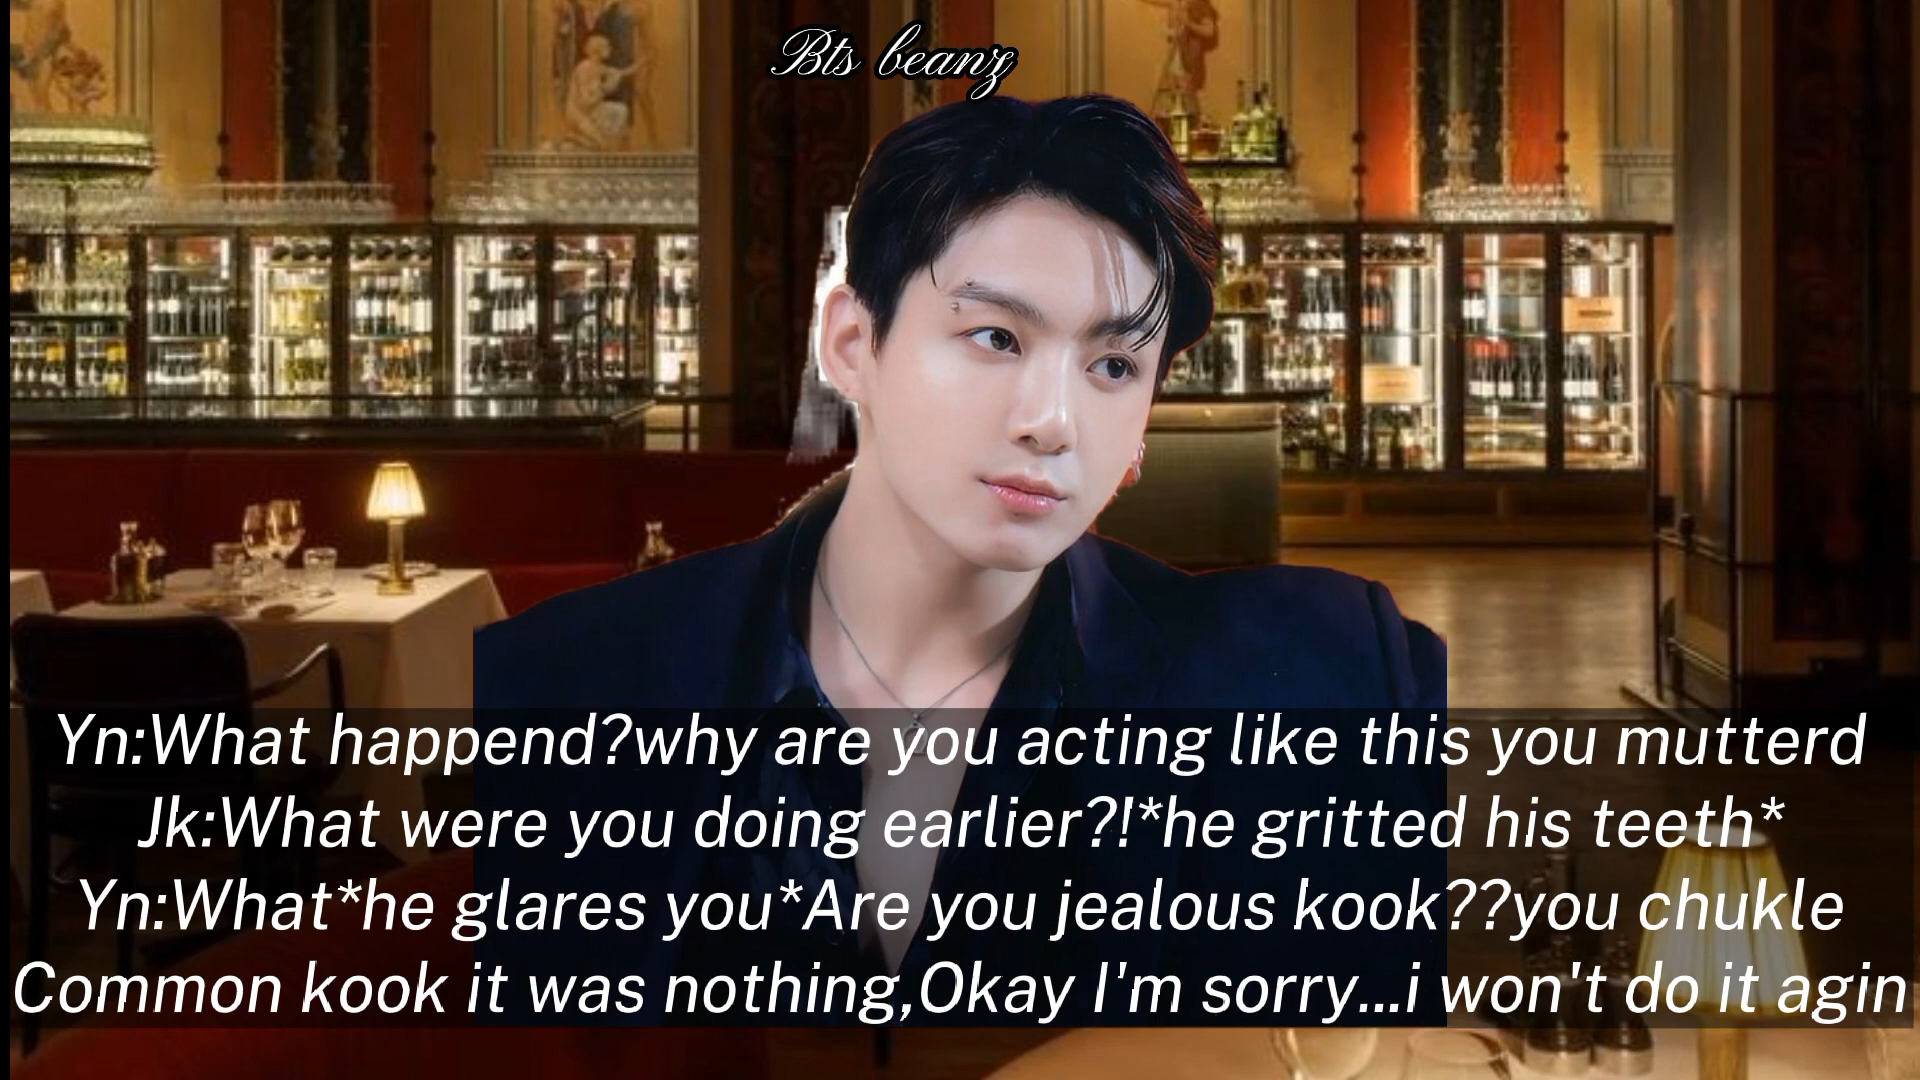 Bts beanz
Yn:What happend?why are you acting like this you mutterd
Jk:What were you doing earlier?!*he gritted his teeth*
Yn:What*he glares you*Are you jealous kook??you chukle
Common kook it was nothing,Okay I'm sorry...i won't do it agin